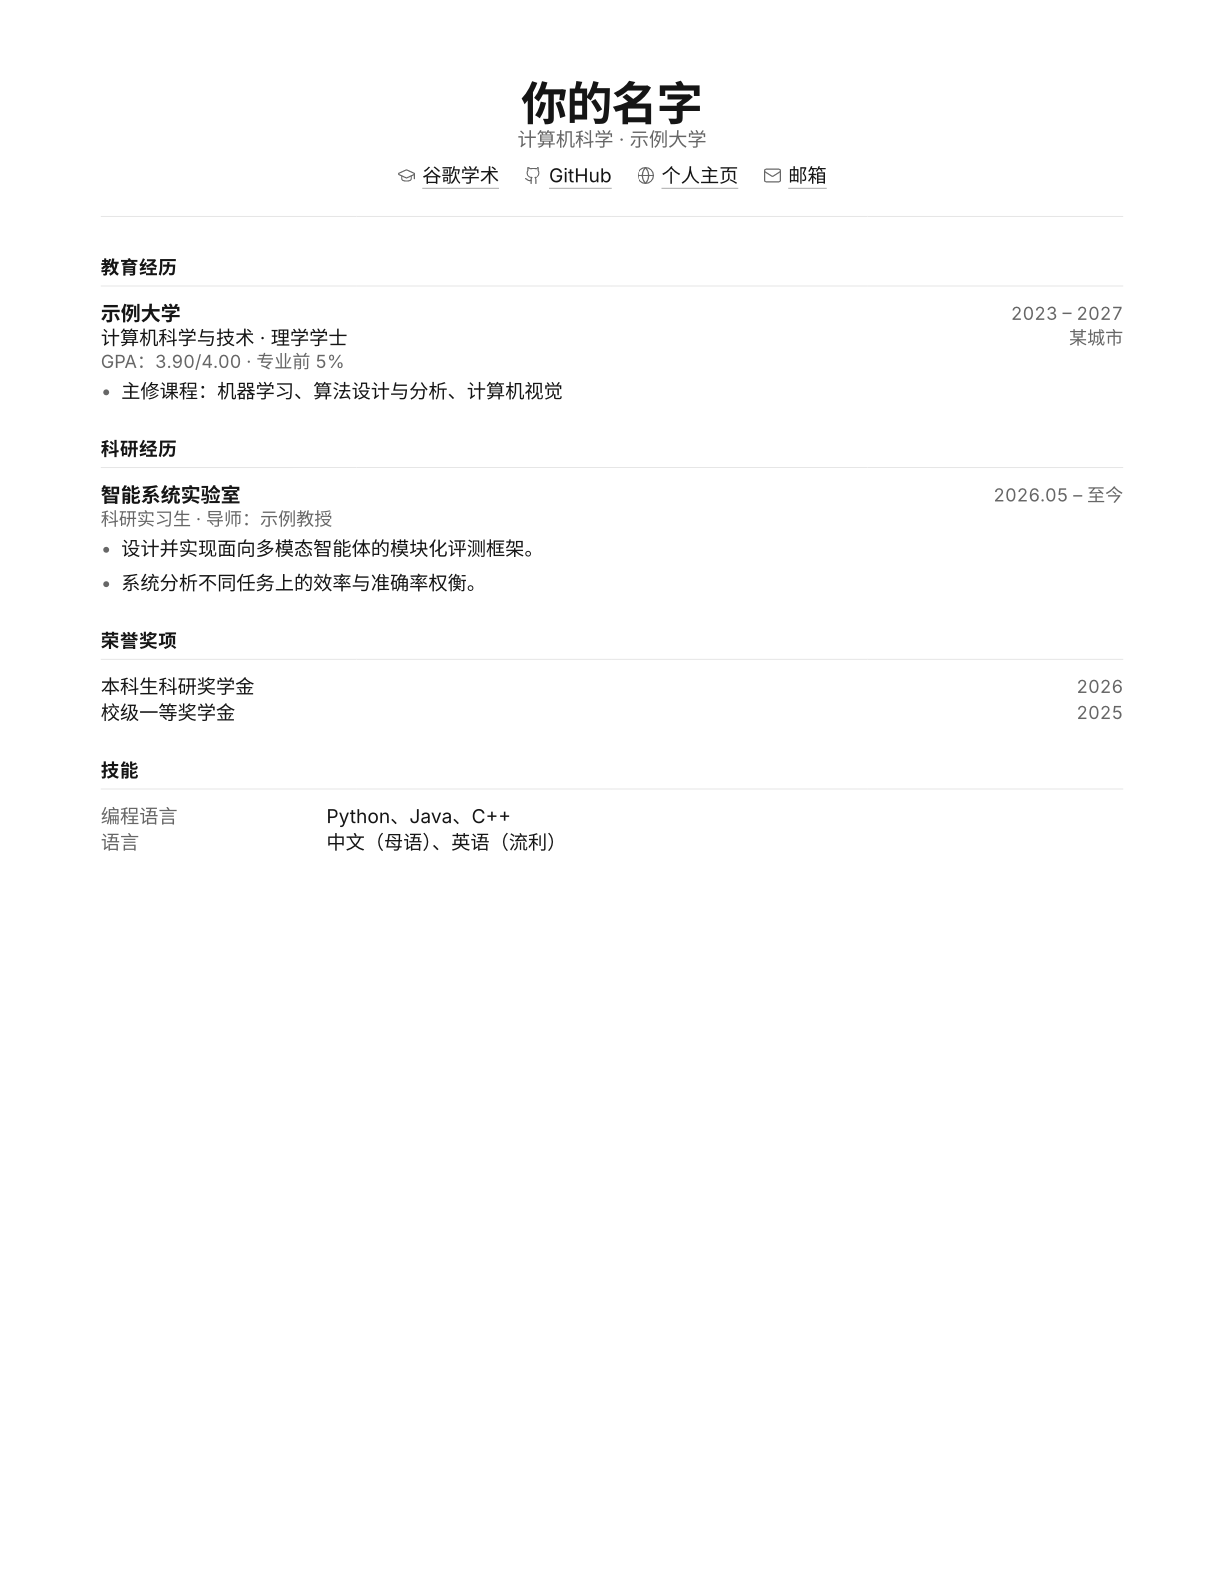 你的名字
计算机科学 · 示例大学
谷歌学术 GitHub 个人主页 邮箱
教育经历
示例大学 2023 – 2027
计算机科学与技术 · 理学学士 某城市
GPA：3.90/4.00 · 专业前 5%
• 主修课程：机器学习、算法设计与分析、计算机视觉
科研经历
智能系统实验室 2026.05 – 至今
科研实习生 · 导师：示例教授
• 设计并实现面向多模态智能体的模块化评测框架。
• 系统分析不同任务上的效率与准确率权衡。
荣誉奖项
本科生科研奖学金 2026
校级一等奖学金 2025
技能
编程语言 Python、Java、C++
语言 中文（母语）、英语（流利）